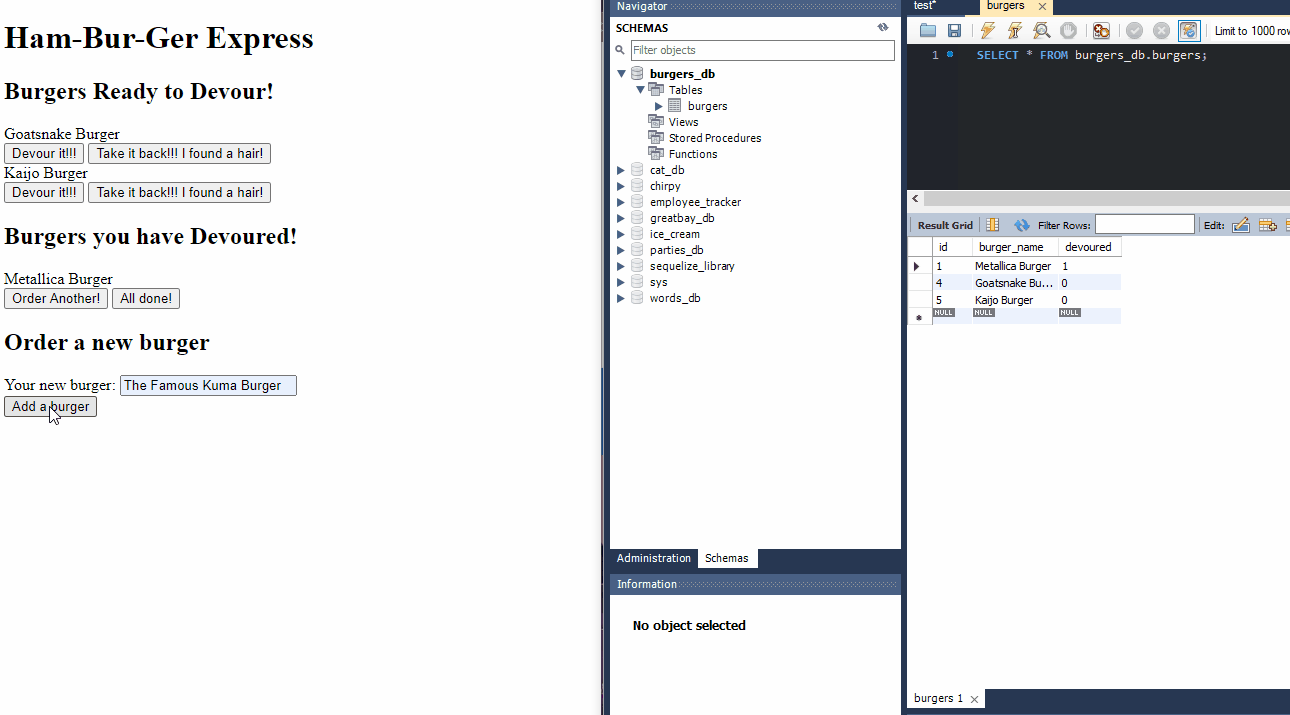 Ham-Bur-Ger Express
Burgers Ready to Devour!
Goatsnake Burger
Devour it!!! Take it back!!! I found a hair!
Kaijo Burger
Devour it!!! Take it back!!! I found a hair!
Burgers you have Devoured!
Metallica Burger
Order Another! All done!
Order a new burger
Your new burger: The Famous Kuma Burger
Add a burger
Navigator
SCHEMAS
Filter objects
burgers_db
Tables
burgers
Views
Stored Procedures
Functions
cat_db
chirpy
employee_tracker
greatbay_db
ice_cream
parties_db
sequelize_library
sys
words_db
Administration Schemas
Information
No object selected
test* burgers
Limit to 1000 row
1 SELECT * FROM burgers_db.burgers;
Result Grid Filter Rows: Edit:
id burger_name devoured
1 Metallica Burger 1
4 Goatsnake Bu... 0
5 Kaijo Burger 0
NULL NULL NULL
burgers 1